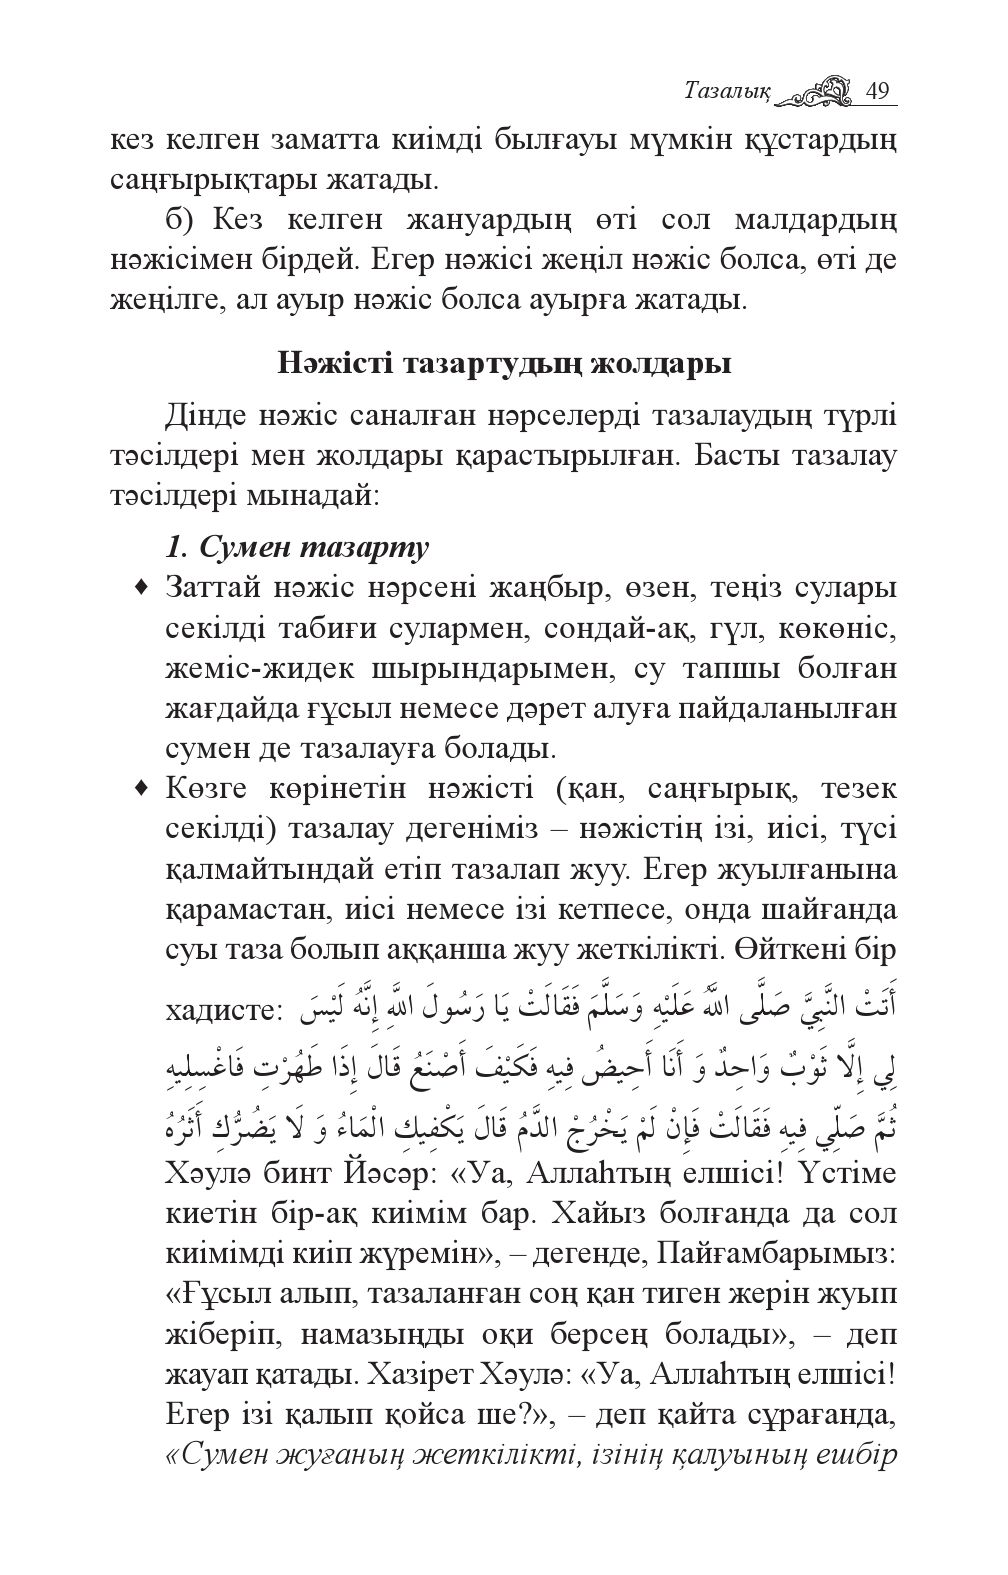 Тазалық 49
кез келген заматта киімді былғауы мүмкін құстардың
саңғырықтары жатады.
б) Кез келген жануардың өті сол малдардың
нәжісімен бірдей. Егер нәжісі жеңіл нәжіс болса, өті де
жеңілге, ал ауыр нәжіс болса ауырға жатады.
Нәжісті тазартудың жолдары
Дінде нәжіс саналған нәрселерді тазалаудың түрлі
тәсілдері мен жолдары қарастырылған. Басты тазалау
тәсілдері мынадай:
1. Сумен тазарту
♦ Заттай нәжіс нәрсені жаңбыр, өзен, теңіз сулары
секілді табиғи сулармен, сондай-ақ, гүл, көкөніс,
жеміс-жидек шырындарымен, су тапшы болған
жағдайда ғұсыл немесе дәрет алуға пайдаланылған
сумен де тазалауға болады.
♦ Көзге көрінетін нәжісті (қан, саңғырық, тезек
секілді) тазалау дегеніміз – нәжістің ізі, иісі, түсі
қалмайтындай етіп тазалап жуу. Егер жуылғанына
қарамастан, иісі немесе ізі кетпесе, онда шайғанда
суы таза болып аққанша жуу жеткілікті. Өйткені бір
хадисте: أَتَتْ النَّبِيَّ صَلَّى اللَّهُ عَلَيْهِ وَسَلَّمَ فَقَالَتْ يَا رَسُولَ اللَّهِ إِنَّهُ لَيْسَ
لِي إِلَّا ثَوْبٌ وَاحِدٌ وَ أَنَا أَحِيضُ فِيهِ فَكَيْفَ أَصْنَعُ قَالَ إِذَا طَهُرْتِ فَاغْسِلِيهِ
ثُمَّ صَلِّي فِيهِ فَقَالَتْ فَإِنْ لَمْ يَخْرُجْ الدَّمُ قَالَ يَكْفِيكِ الْمَاءُ وَ لَا يَضُرُّكِ أَثَرُهُ
Хәулә бинт Йәсәр: «Уа, Аллаһтың елшісі! Үстіме
киетін бір-ақ киімім бар. Хайыз болғанда да сол
киімімді киіп жүремін», – дегенде, Пайғамбарымыз:
«Ғұсыл алып, тазаланған соң қан тиген жерін жуып
жіберіп, намазыңды оқи берсең болады», – деп
жауап қатады. Хазірет Хәулә: «Уа, Аллаһтың елшісі!
Егер ізі қалып қойса ше?», – деп қайта сұрағанда,
«Сумен жуғаның жеткілікті, ізінің қалуының ешбір